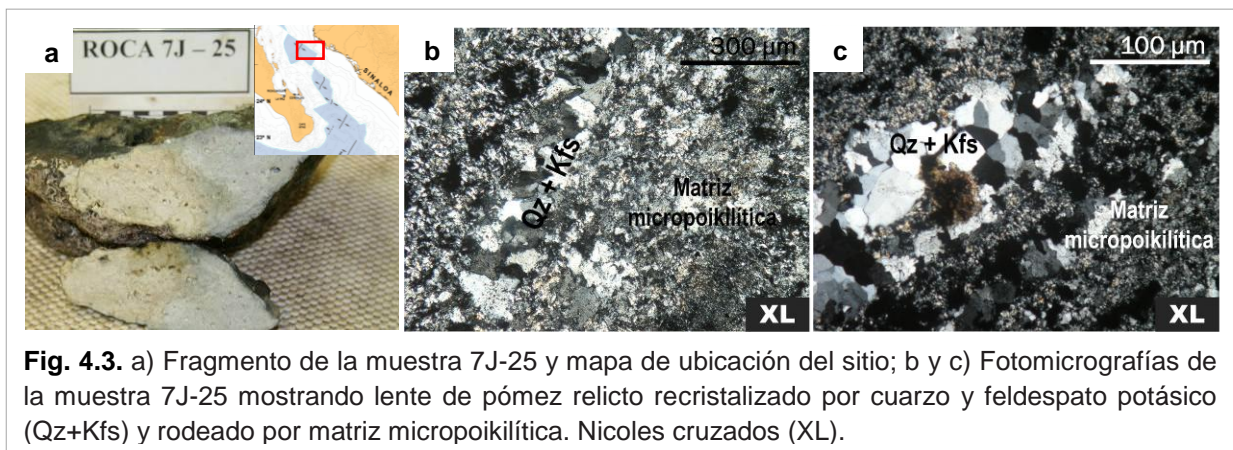 a
ROCA 7J – 25
SINALOA
24° N
23° N
b
300 µm
Qz + Kfs
Matriz
micropoikilítica
XL
c
100 µm
Qz + Kfs
Matriz
micropoikilítica
XL
Fig. 4.3. a) Fragmento de la muestra 7J-25 y mapa de ubicación del sitio; b y c) Fotomicrografías de
la muestra 7J-25 mostrando lente de pómez relicto recristalizado por cuarzo y feldespato potásico
(Qz+Kfs) y rodeado por matriz micropoikilítica. Nicoles cruzados (XL).